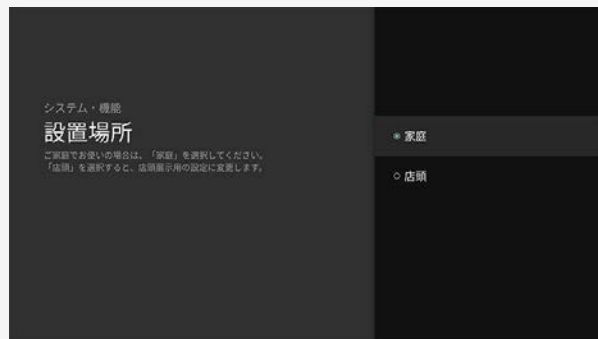 システム・機能
設置場所
ご家庭でお使いの場合は、「家庭」を選択してください。
「店頭」を選択すると、店頭展示用の設定に変更します。
家庭
店頭